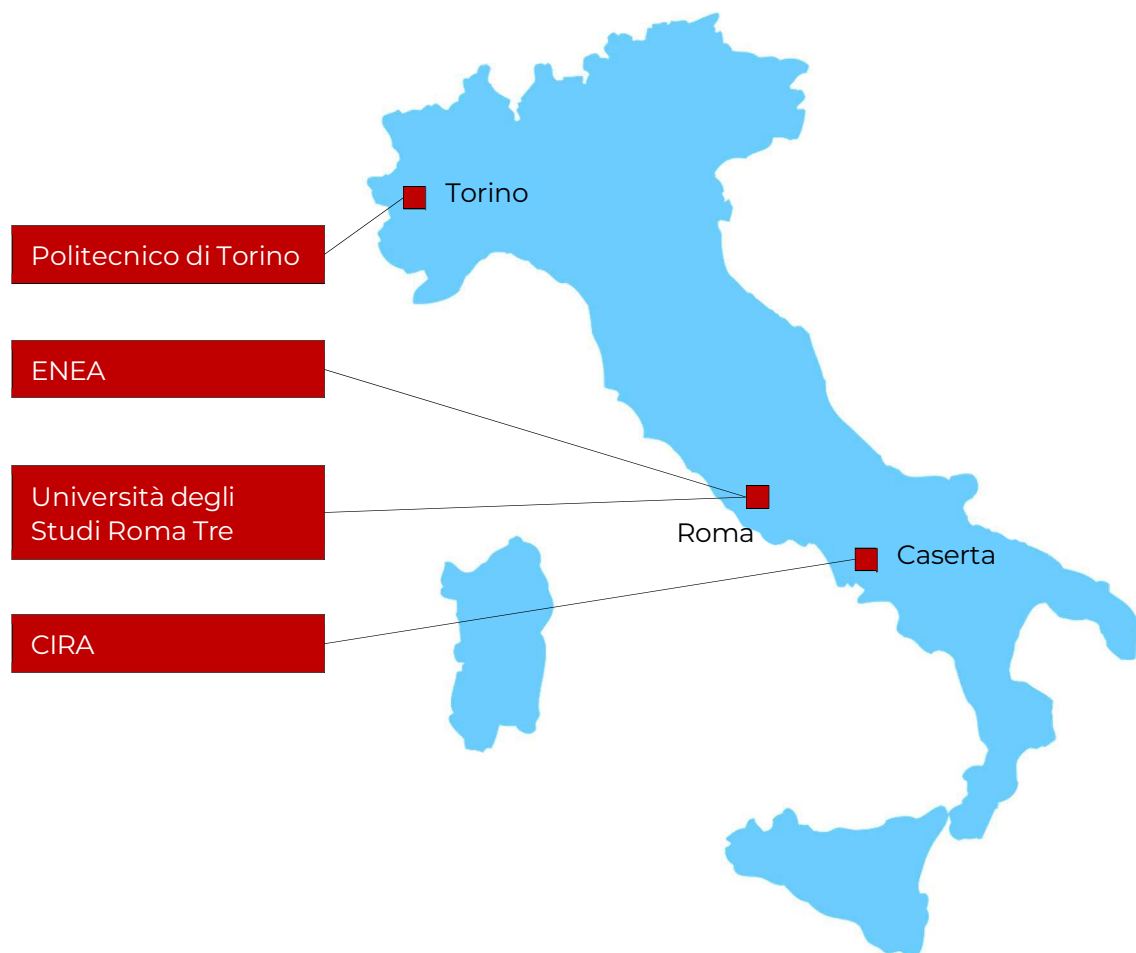 Torino
Politecnico di Torino
ENEA
Università degli
Studi Roma Tre
Roma
Caserta
CIRA